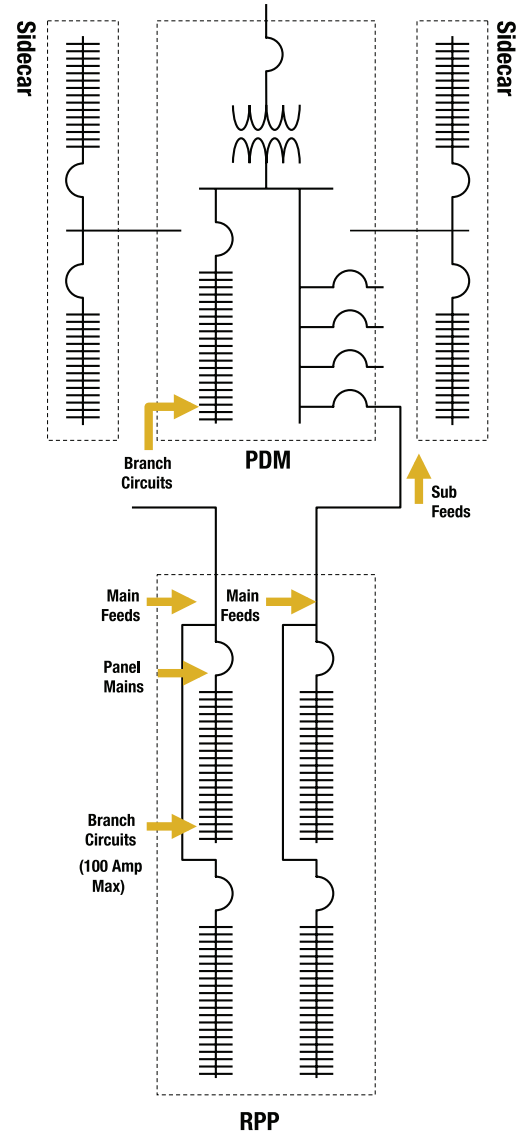 Sidecar
Sidecar
Branch
Circuits
PDM
Sub
Feeds
Main
Feeds
Main
Feeds
Panel
Mains
Branch
Circuits
(100 Amp
Max)
RPP